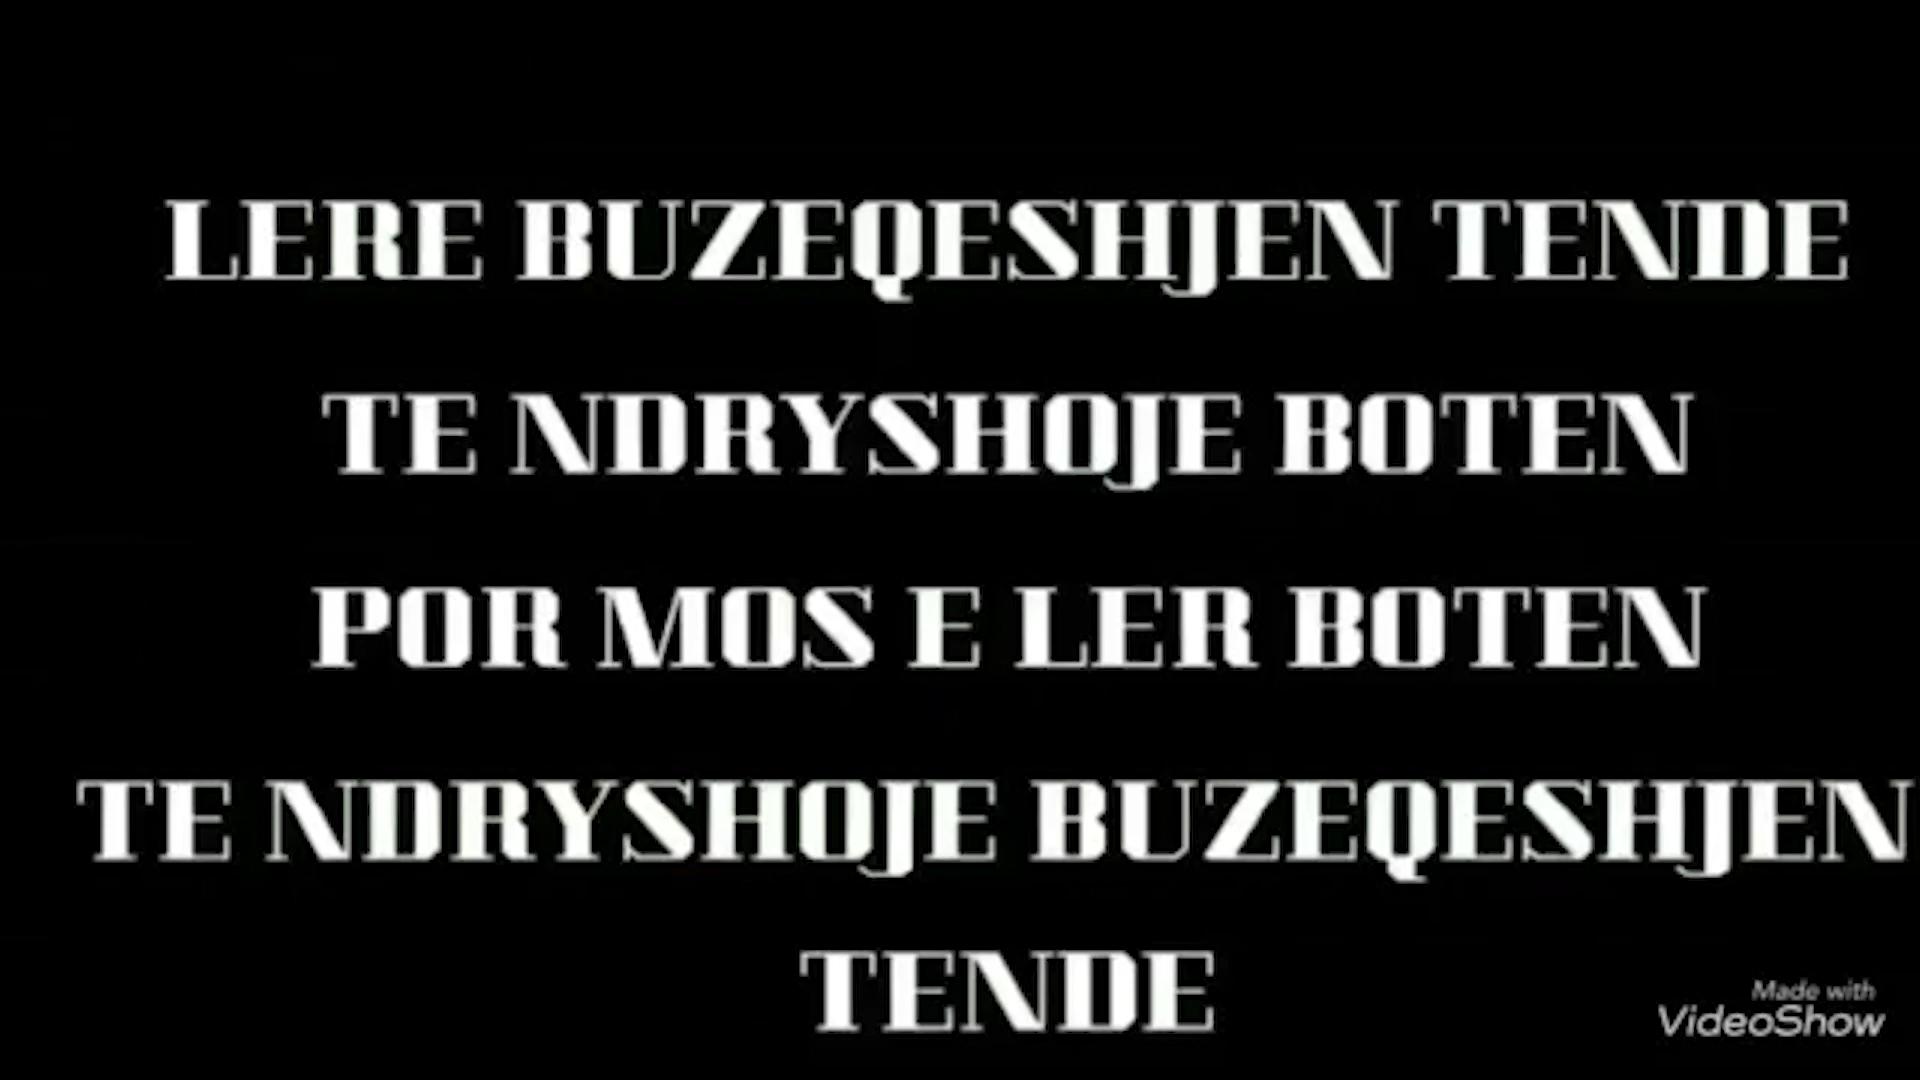 LERE BUZEQESHJEN TENDE
TE NDRYSHOJE BOTEN
POR MOS E LER BOTEN
TE NDRYSHOJE BUZEQESHJEN
TENDE
Made with
VideoShow